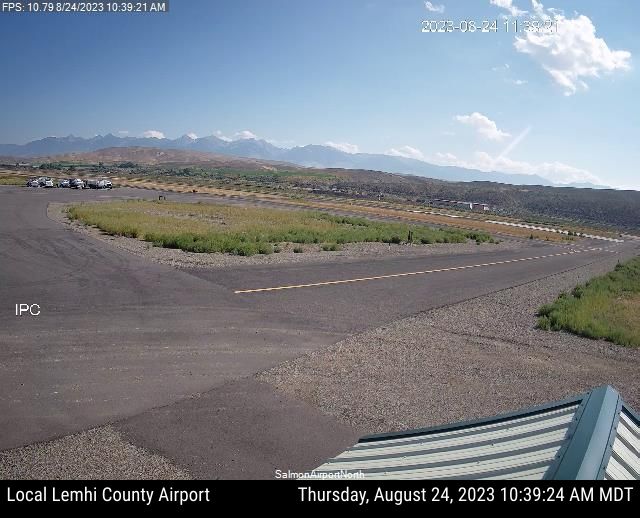 FPS: 10.79 8/24/2023 10:39:21 AM
2023-08-24 11:38:21
IPC
SalmonAirportNorth
Local Lemhi County Airport Thursday, August 24, 2023 10:39:24 AM MDT